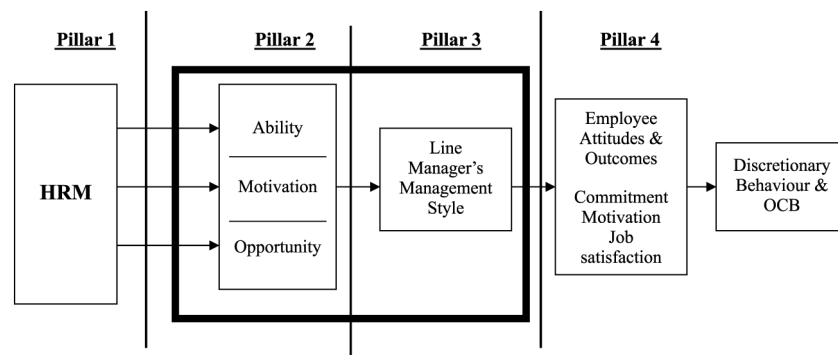 Pillar 1
Pillar 2
Pillar 3
Pillar 4
HRM
Ability
Motivation
Opportunity
Line
Manager's
Management
Style
Employee
Attitudes &
Outcomes
Commitment
Motivation
Job
satisfaction
Discretionary
Behaviour &
OCB